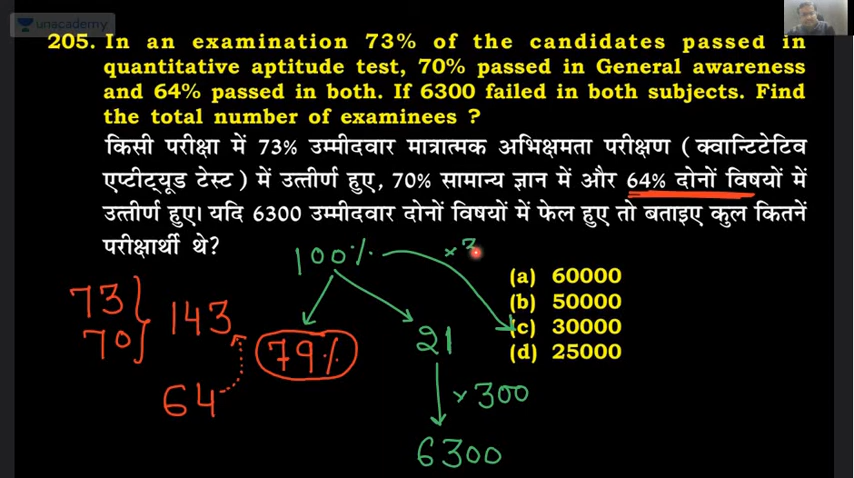 unacademy
205. In an examination 73% of the candidates passed in
quantitative aptitude test, 70% passed in General awareness
and 64% passed in both. If 6300 failed in both subjects. Find
the total number of examinees ?
किसी परीक्षा में 73% उम्मीदवार मात्रात्मक अभिक्षमता परीक्षण ( क्वान्टिटेटिव
एप्टीट्यूड टेस्ट ) में उत्तीर्ण हुए, 70% सामान्य ज्ञान में और 64% दोनों विषयों में
उत्तीर्ण हुए। यदि 6300 उम्मीदवार दोनों विषयों में फेल हुए तो बताइए कुल कितनें
परीक्षार्थी थे?
100%
×3
(a) 60000
(b) 50000
(c) 30000
(d) 25000
73
70
143
64
79%
21
×300
6300